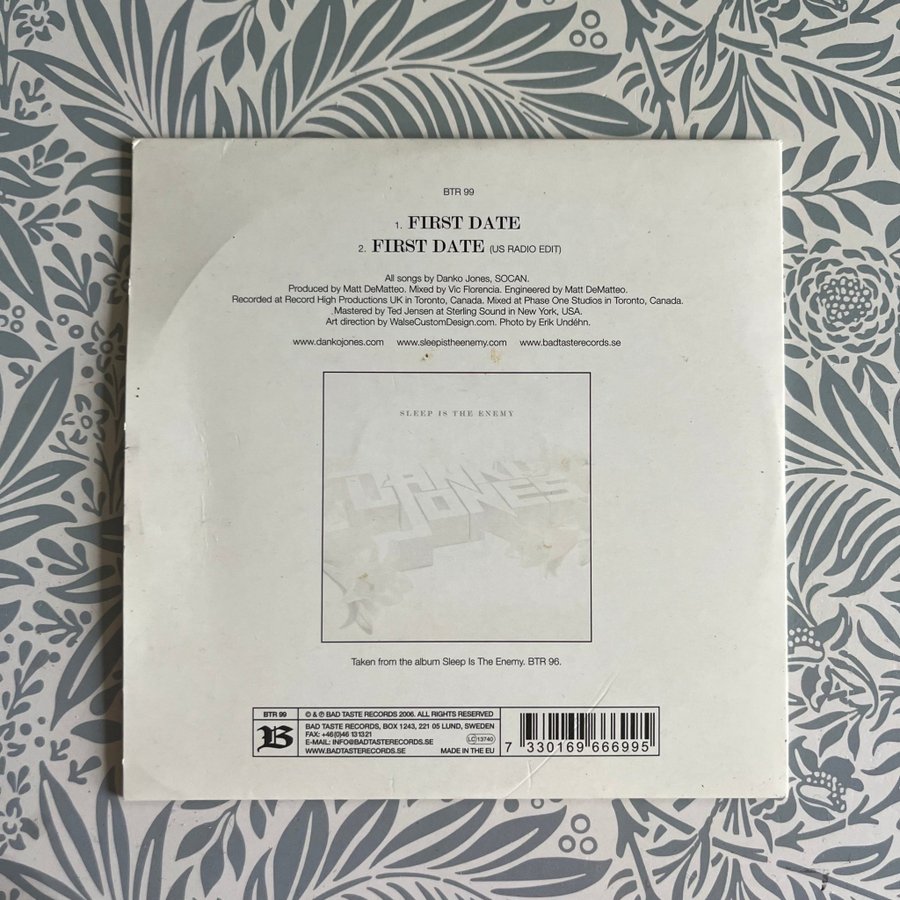 BTR 99
1. FIRST DATE
2. FIRST DATE (US RADIO EDIT)
All songs by Danko Jones, SOCAN.
Produced by Matt DeMatteo. Mixed by Vic Florencia. Engineered by Matt DeMatteo.
Recorded at Record High Productions UK in Toronto, Canada. Mixed at Phase One Studios in Toronto, Canada.
Mastered by Ted Jensen at Sterling Sound in New York, USA.
Art direction by WalseCustomDesign.com. Photo by Erik Undéhn.
www.dankojones.com www.sleepistheenemy.com www.badtasterecords.se
SLEEP IS THE ENEMY
DANKO
JONES
Taken from the album Sleep Is The Enemy. BTR 96.
BTR 99 © & ℗ BAD TASTE RECORDS 2006. ALL RIGHTS RESERVED
B
BAD TASTE RECORDS, BOX 1243, 221 05 LUND, SWEDEN
FAX: +46(0)46 131321
E-MAIL: INFO@BADTASTERECORDS.SE LC 13740
WWW.BADTASTERECORDS.SE MADE IN THE EU
7 330169 666995